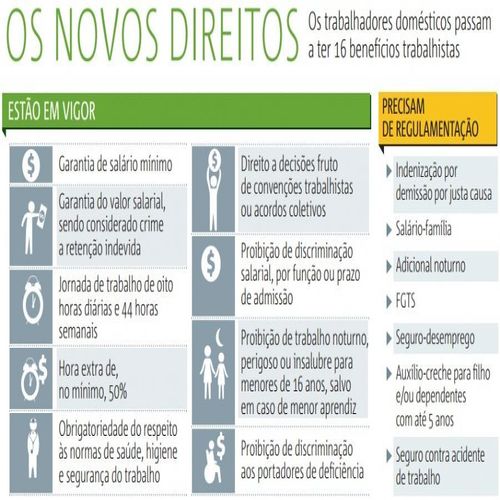 OS NOVOS DIREITOS
Os trabalhadores domésticos passam
a ter 16 benefícios trabalhistas
ESTÃO EM VIGOR
Garantia de salário mínimo
Garantia do valor salarial,
sendo considerado crime
a retenção indevida
Jornada de trabalho de oito
horas diárias e 44 horas
semanais
Hora extra de,
no mínimo, 50%
Obrigatoriedade do respeito
às normas de saúde, higiene
e segurança do trabalho
Direito a decisões fruto
de convenções trabalhistas
ou acordos coletivos
Proibição de discriminação
salarial, por função ou prazo
de admissão
Proibição de trabalho noturno,
perigoso ou insalubre para
menores de 16 anos, salvo
em caso de menor aprendiz
Proibição de discriminação
aos portadores de deficiência
PRECISAM
DE REGULAMENTAÇÃO
Indenização por
demissão por justa causa
Salário-família
Adicional noturno
FGTS
Seguro-desemprego
Auxílio-creche para filho
e/ou dependentes
com até 5 anos
Seguro contra acidente
de trabalho